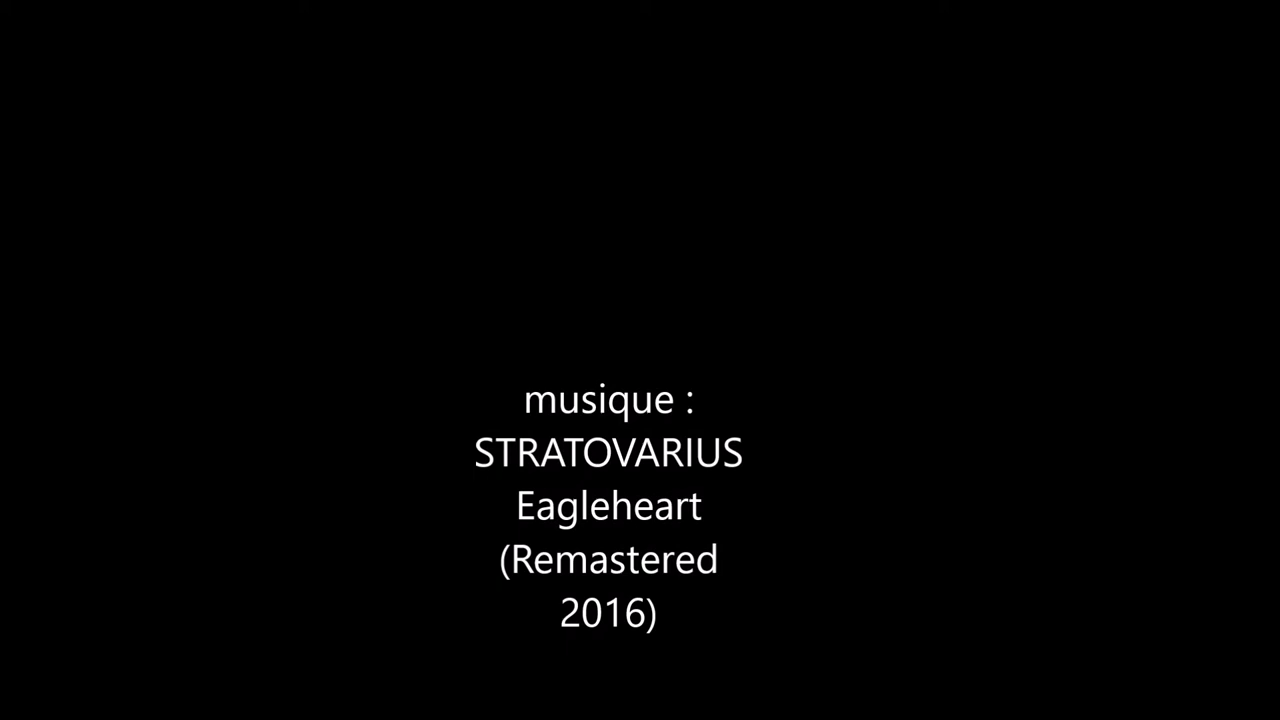 musique :
STRATOVARIUS
Eagleheart
(Remastered
2016)